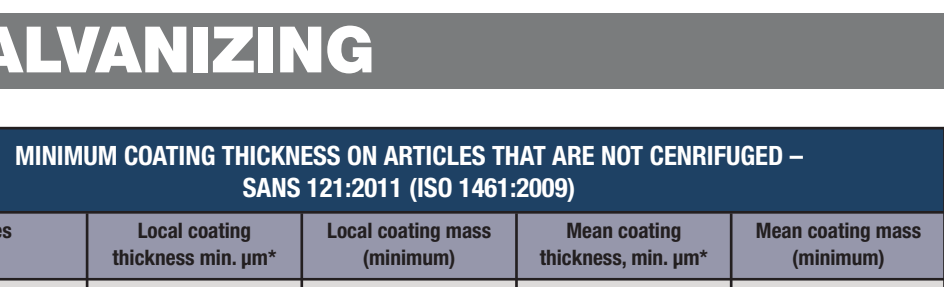 ALVANIZING
MINIMUM COATING THICKNESS ON ARTICLES THAT ARE NOT CENRIFUGED –
SANS 121:2011 (ISO 1461:2009)
es
Local coating
thickness min. µm*
Local coating mass
(minimum)
Mean coating
thickness, min. µm*
Mean coating mass
(minimum)